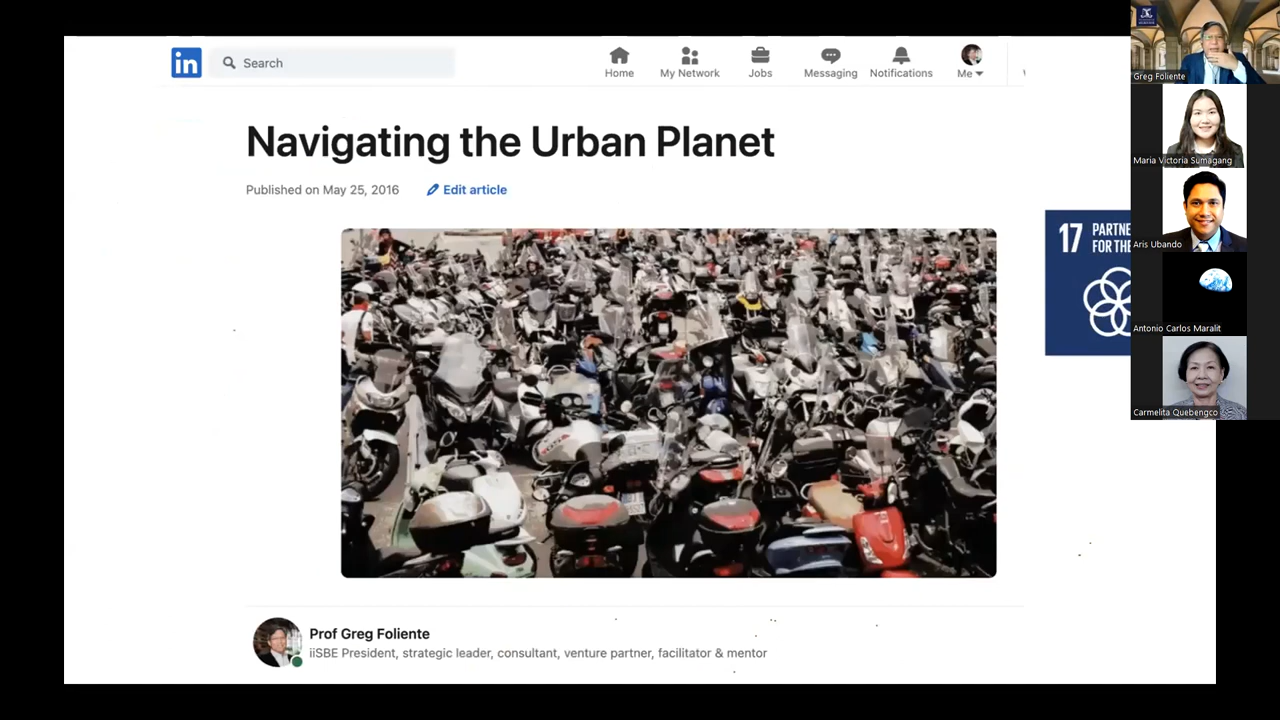 in
Search
Home
My Network
Jobs
Messaging
Notifications
Me
Navigating the Urban Planet
Published on May 25, 2016
Edit article
17 PARTNE
FOR THE
Prof Greg Foliente
iiSBE President, strategic leader, consultant, venture partner, facilitator & mentor
Greg Foliente
Maria Victoria Sumagang
Aris Ubando
Antonio Carlos Maralit
Carmelita Quebengco